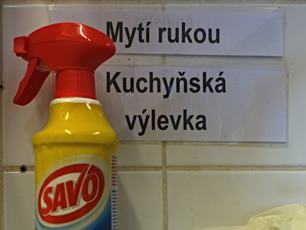 Mytí rukou
Kuchyňská
výlevka
SAVO